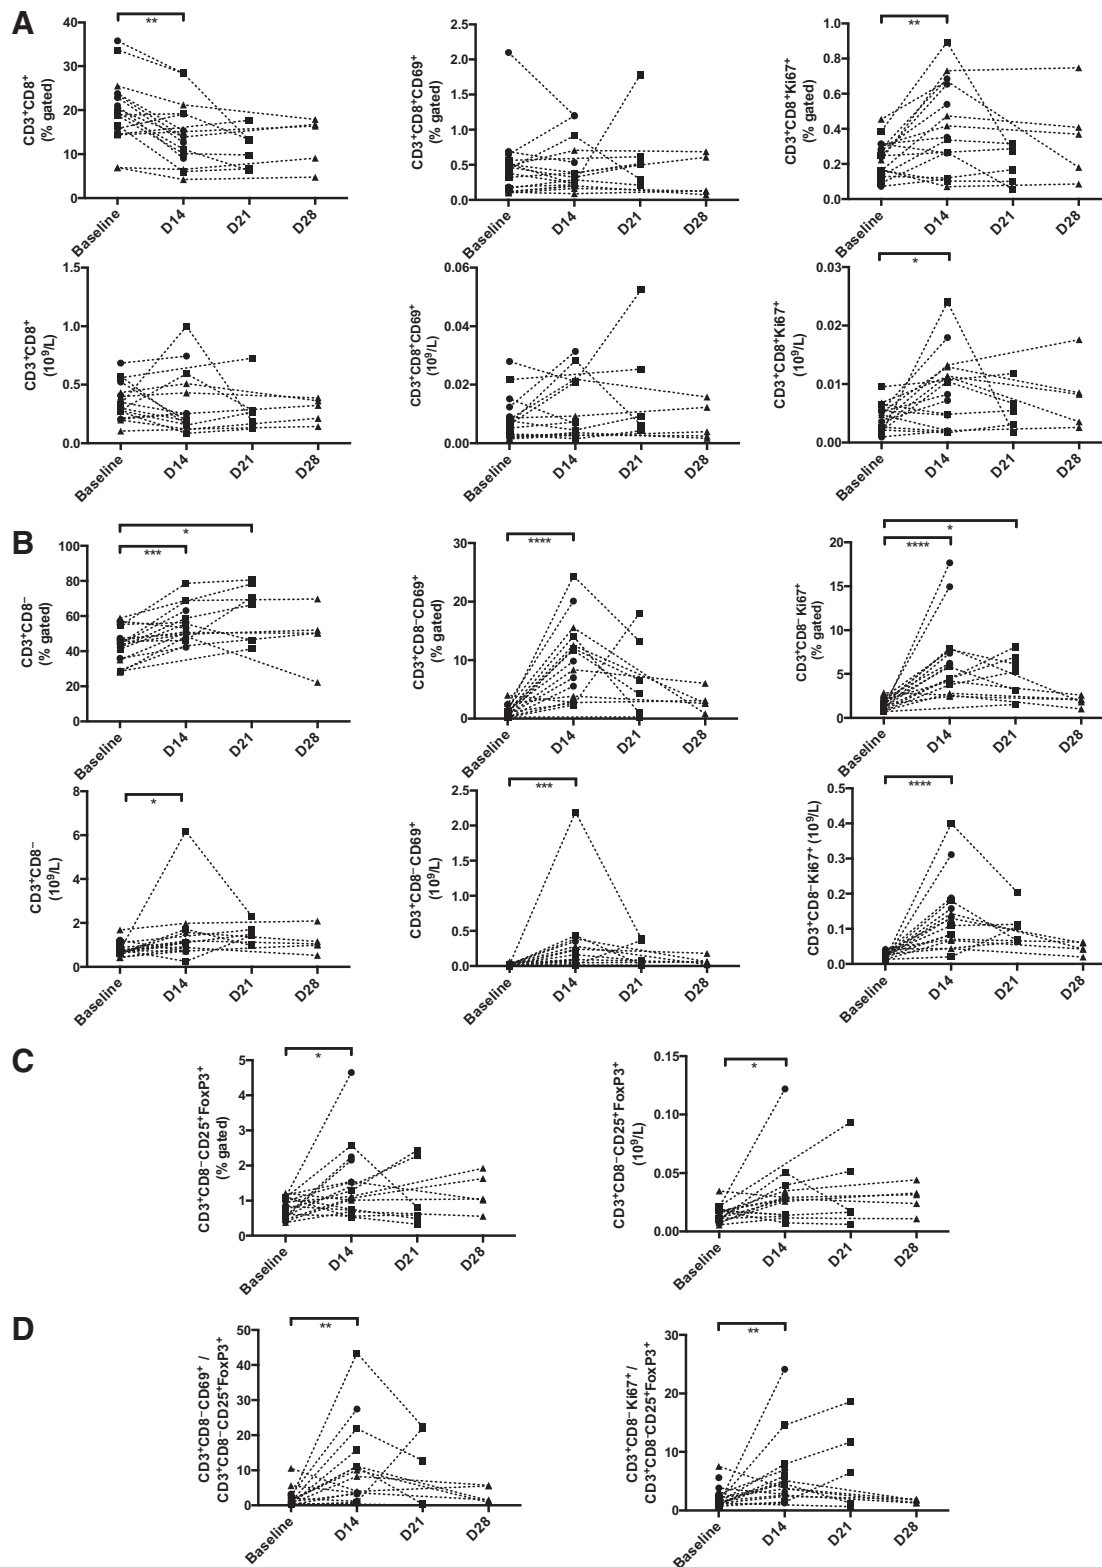 A
CD3⁺CD8⁺
(% gated)
40
30
20
10
0
**
Baseline
D14
D21
D28
CD3⁺CD8⁺CD69⁺
(% gated)
2.5
2.0
1.5
1.0
0.5
0.0
Baseline
D14
D21
D28
CD3⁺CD8⁺Ki67⁺
(% gated)
1.0
0.8
0.6
0.4
0.2
0.0
**
Baseline
D14
D21
D28
CD3⁺CD8⁺
(10⁹/L)
1.5
1.0
0.5
0.0
Baseline
D14
D21
D28
CD3⁺CD8⁺CD69⁺
(10⁹/L)
0.06
0.04
0.02
0.00
Baseline
D14
D21
D28
CD3⁺CD8⁺Ki67⁺
(10⁹/L)
0.03
0.02
0.01
0.00
*
Baseline
D14
D21
D28
B
CD3⁺CD8⁻
(% gated)
100
80
60
40
20
0
*
***
Baseline
D14
D21
D28
CD3⁺CD8⁻CD69⁺
(% gated)
30
20
10
0
****
Baseline
D14
D21
D28
CD3⁺CD8⁻Ki67⁺
(% gated)
20
15
10
5
0
*
****
Baseline
D14
D21
D28
CD3⁺CD8⁻
(10⁹/L)
8
6
4
2
0
*
Baseline
D14
D21
D28
CD3⁺CD8⁻CD69⁺
(10⁹/L)
2.5
2.0
1.5
1.0
0.5
0.0
***
Baseline
D14
D21
D28
CD3⁺CD8⁻Ki67⁺ (10⁹/L)
0.5
0.4
0.3
0.2
0.1
0.0
****
Baseline
D14
D21
D28
C
CD3⁺CD8⁻CD25⁺FoxP3⁺
(% gated)
5
4
3
2
1
0
*
Baseline
D14
D21
D28
CD3⁺CD8⁻CD25⁺FoxP3⁺
(10⁹/L)
0.15
0.10
0.05
0.00
*
Baseline
D14
D21
D28
D
CD3⁺CD8⁻CD69⁺ /
CD3⁺CD8⁻CD25⁺FoxP3⁺
50
40
30
20
10
0
**
Baseline
D14
D21
D28
CD3⁺CD8⁻Ki67⁺ /
CD3⁺CD8⁻CD25⁺FoxP3⁺
30
20
10
0
**
Baseline
D14
D21
D28